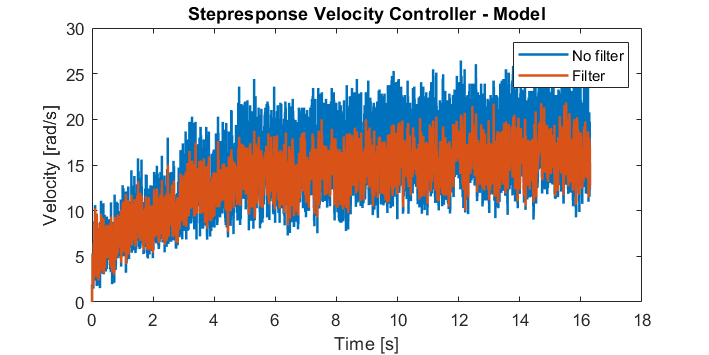 Stepresponse Velocity Controller - Model
30
25
20
15
10
5
0
Velocity [rad/s]
No filter
Filter
0 2 4 6 8 10 12 14 16 18
Time [s]